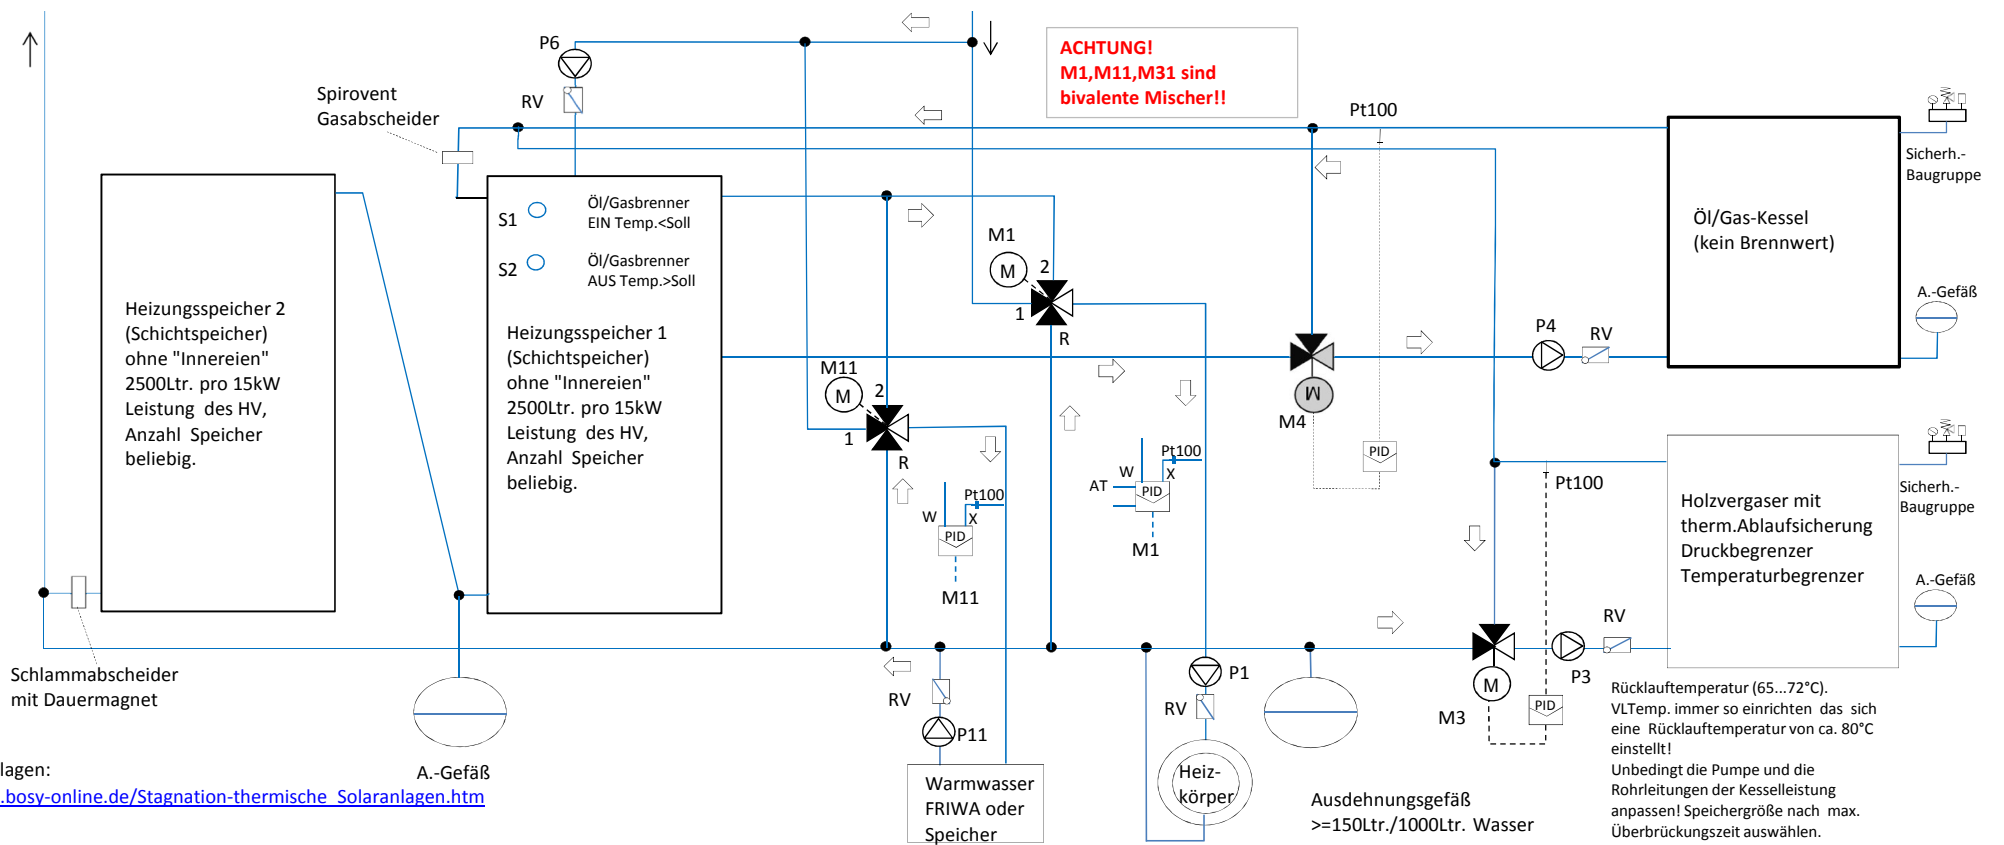 P6
RV
Spirovent
Gasabscheider
ACHTUNG!
M1,M11,M31 sind
bivalente Mischer!!
Pt100
Sicherh.-
Baugruppe
Öl/Gas-Kessel
(kein Brennwert)
A.-Gefäß
S1
Öl/Gasbrenner
EIN Temp.<Soll
S2
Öl/Gasbrenner
AUS Temp.>Soll
M1
M
2
1
R
Heizungsspeicher 2
(Schichtspeicher)
ohne "Innereien"
2500Ltr. pro 15kW
Leistung des HV,
Anzahl Speicher
beliebig.
Heizungsspeicher 1
(Schichtspeicher)
ohne "Innereien"
2500Ltr. pro 15kW
Leistung des HV,
Anzahl Speicher
beliebig.
M11
M
2
1
R
P4
RV
M
M4
PID
W
Pt100
X
PID
M11
AT
W
Pt100
X
PID
M1
Pt100
Holzvergaser mit
therm.Ablaufsicherung
Druckbegrenzer
Temperaturbegrenzer
Sicherh.-
Baugruppe
A.-Gefäß
RV
P3
M
M3
PID
Schlammabscheider
mit Dauermagnet
A.-Gefäß
RV
P11
P1
RV
Heiz-
körper
Warmwasser
FRIWA oder
Speicher
Ausdehnungsgefäß
>=150Ltr./1000Ltr. Wasser
Rücklauftemperatur (65...72°C).
VLTemp. immer so einrichten das sich
eine Rücklauftemperatur von ca. 80°C
einstellt!
Unbedingt die Pumpe und die
Rohrleitungen der Kesselleistung
anpassen! Speichergröße nach max.
Überbrückungszeit auswählen.
lagen:
.bosy-online.de/Stagnation-thermische_Solaranlagen.htm